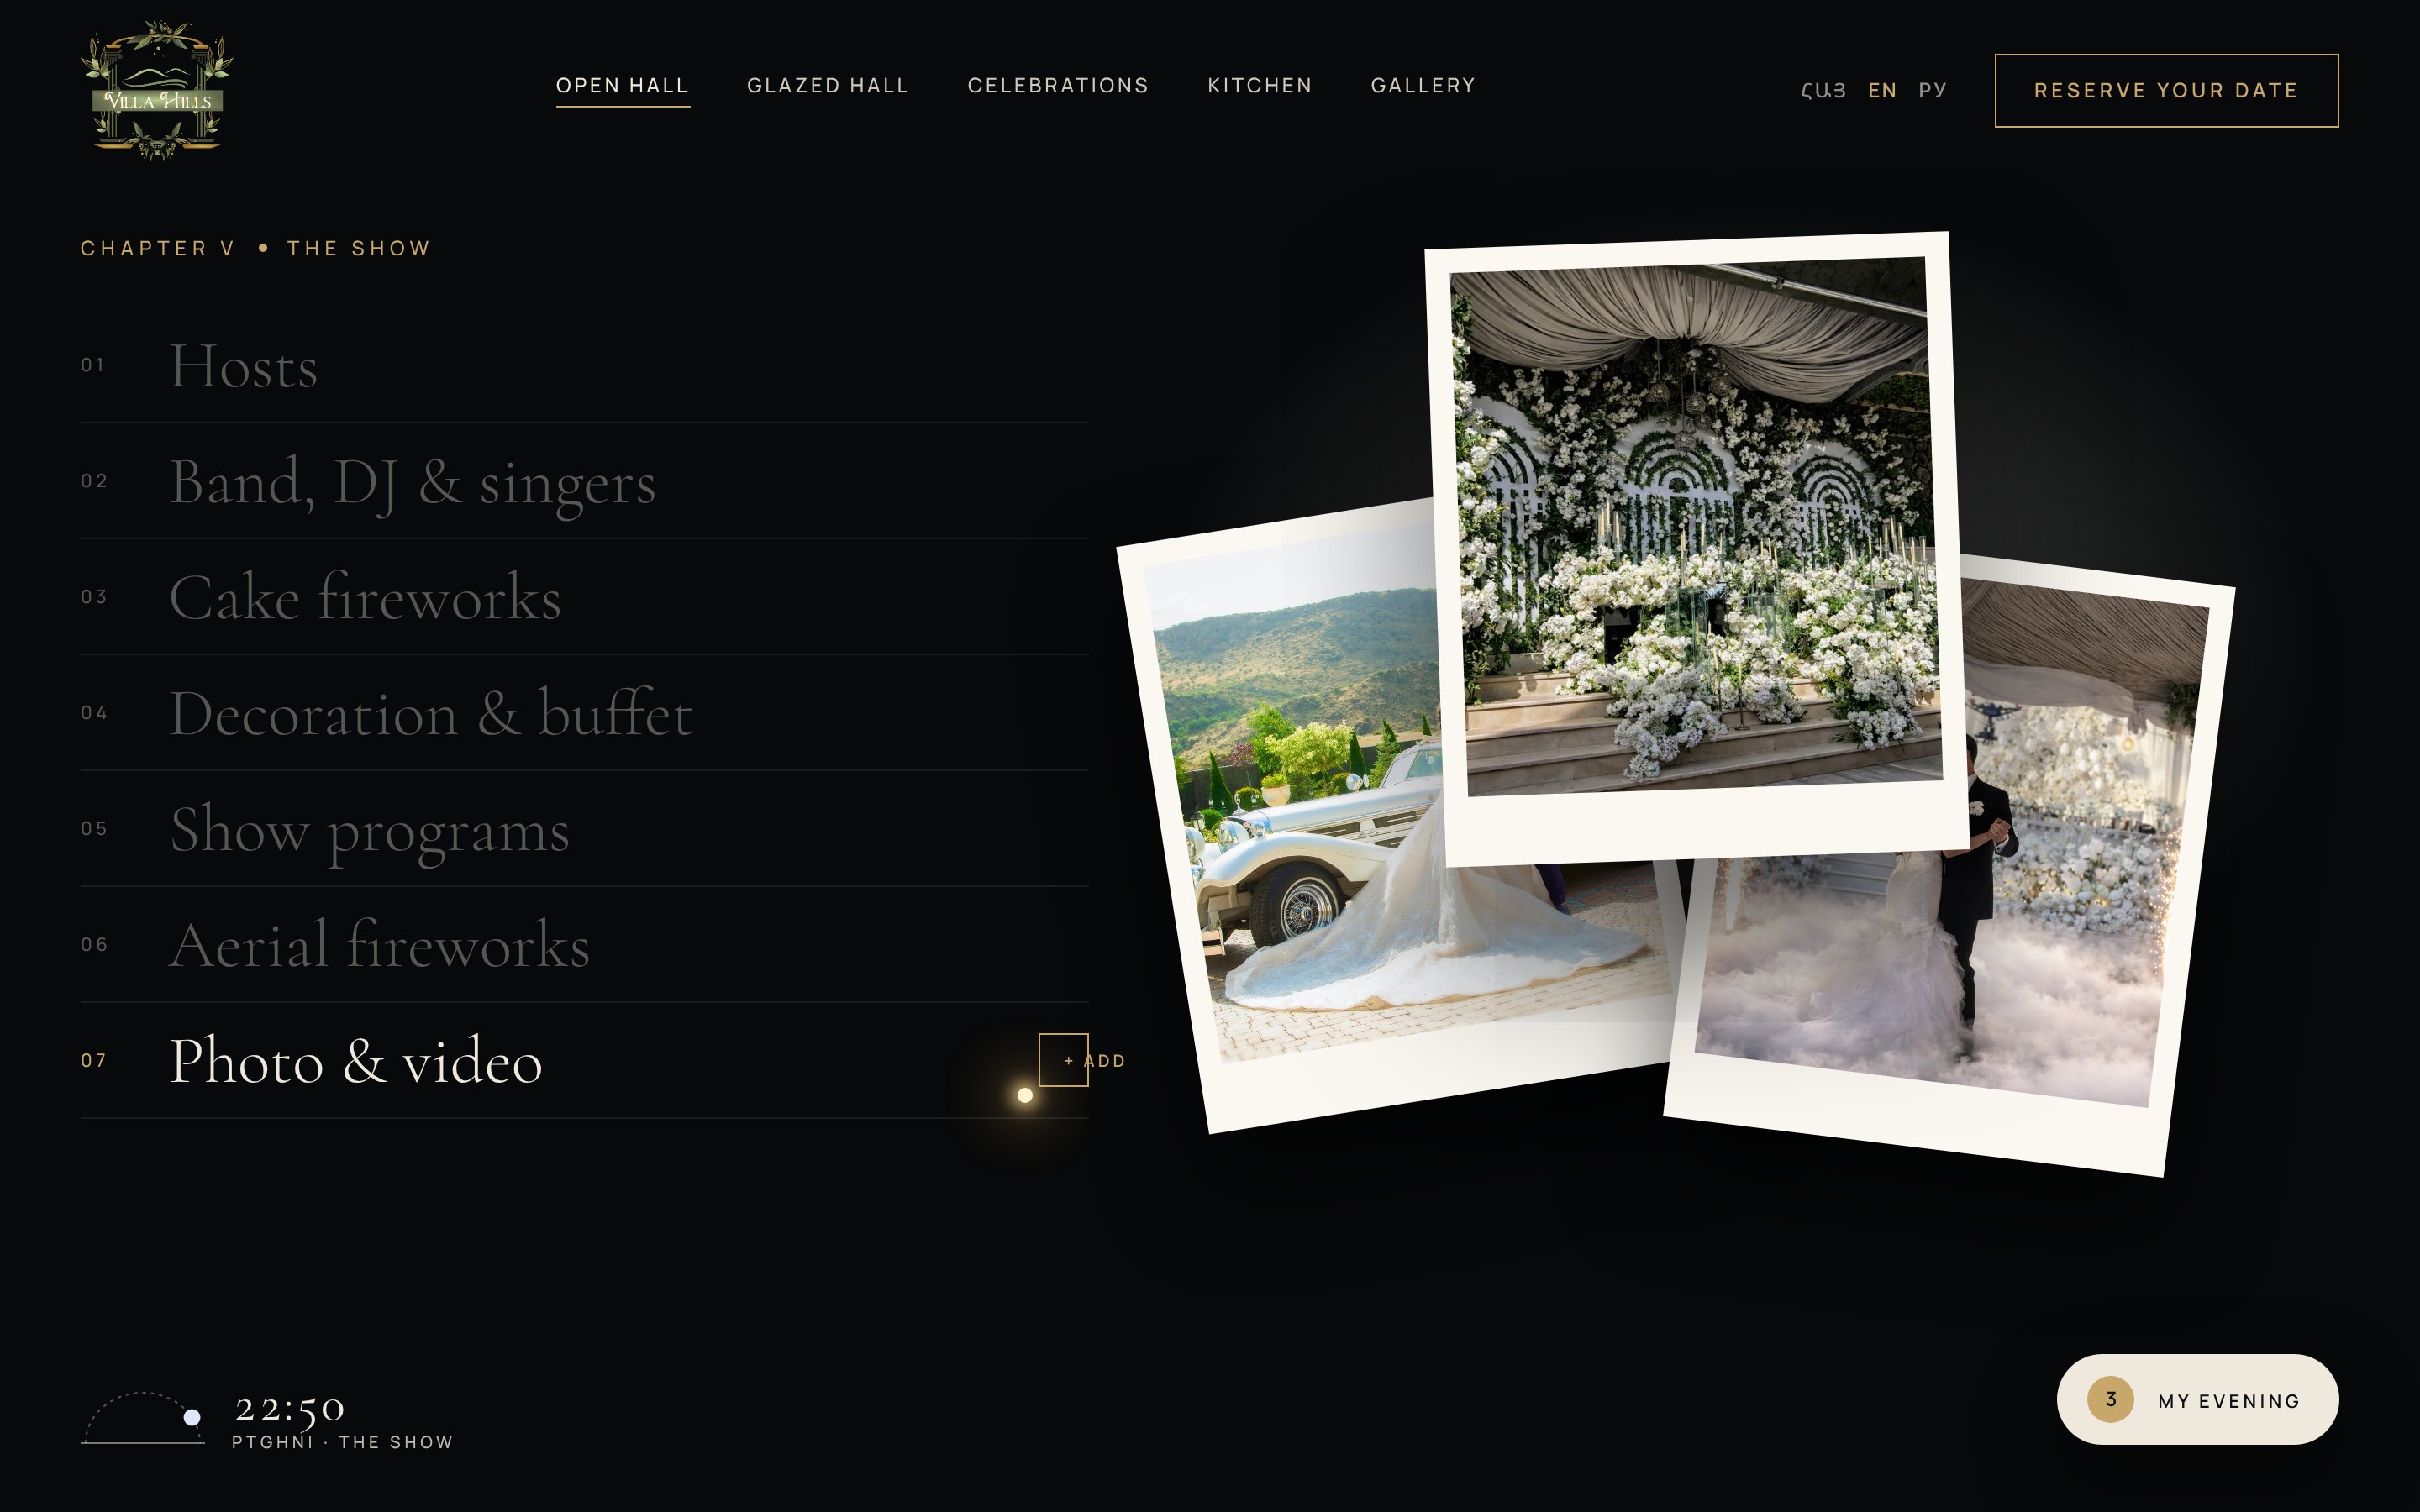 VILLA HILLS
OPEN HALL
GLAZED HALL
CELEBRATIONS
KITCHEN
GALLERY
ՀԱՅ EN РУ
RESERVE YOUR DATE
CHAPTER V • THE SHOW
01 Hosts
02 Band, DJ & singers
03 Cake fireworks
04 Decoration & buffet
05 Show programs
06 Aerial fireworks
07 Photo & video
+ ADD
22:50
PTGHNI · THE SHOW
3 MY EVENING